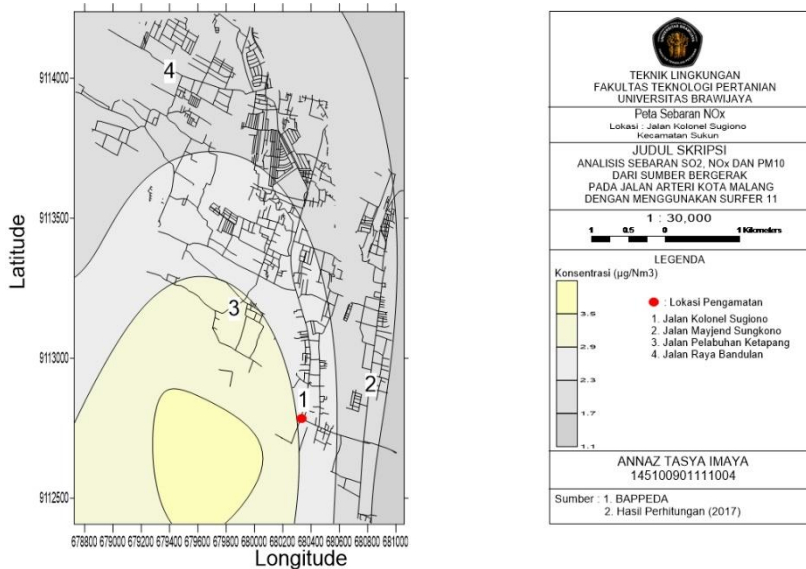 9114000
9113500
9113000
9112500
Latitude
4
3
2
1
678800 679000 679200 679400 679600 679800 680000 680200 680400 680600 680800 681000
Longitude
TEKNIK LINGKUNGAN
FAKULTAS TEKNOLOGI PERTANIAN
UNIVERSITAS BRAWIJAYA
Peta Sebaran NOx
Lokasi : Jalan Kolonel Sugiono
Kecamatan Sukun
JUDUL SKRIPSI
ANALISIS SEBARAN SO2, NOx DAN PM10
DARI SUMBER BERGERAK
PADA JALAN ARTERI KOTA MALANG
DENGAN MENGGUNAKAN SURFER 11
1 : 30,000
1 0.5 0 1 Kilometers
LEGENDA
Konsentrasi (µg/Nm3)
3.5
2.9
2.3
1.7
1.1
: Lokasi Pengamatan
1. Jalan Kolonel Sugiono
2. Jalan Mayjend Sungkono
3. Jalan Pelabuhan Ketapang
4. Jalan Raya Bandulan
ANNAZ TASYA IMAYA
145100901111004
Sumber : 1. BAPPEDA
2. Hasil Perhitungan (2017)